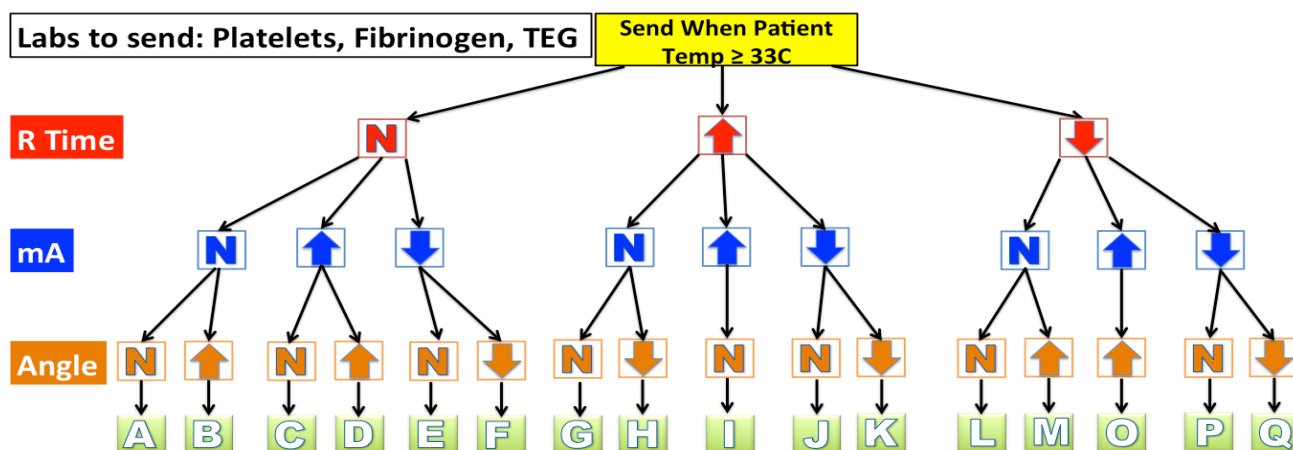 Labs to send: Platelets, Fibrinogen, TEG
Send When Patient
Temp ≥ 33C
R Time
N
mA
N
N
N
Angle
N
N
N
N
N
N
N
N
A
B
C
D
E
F
G
H
I
J
K
L
M
O
P
Q